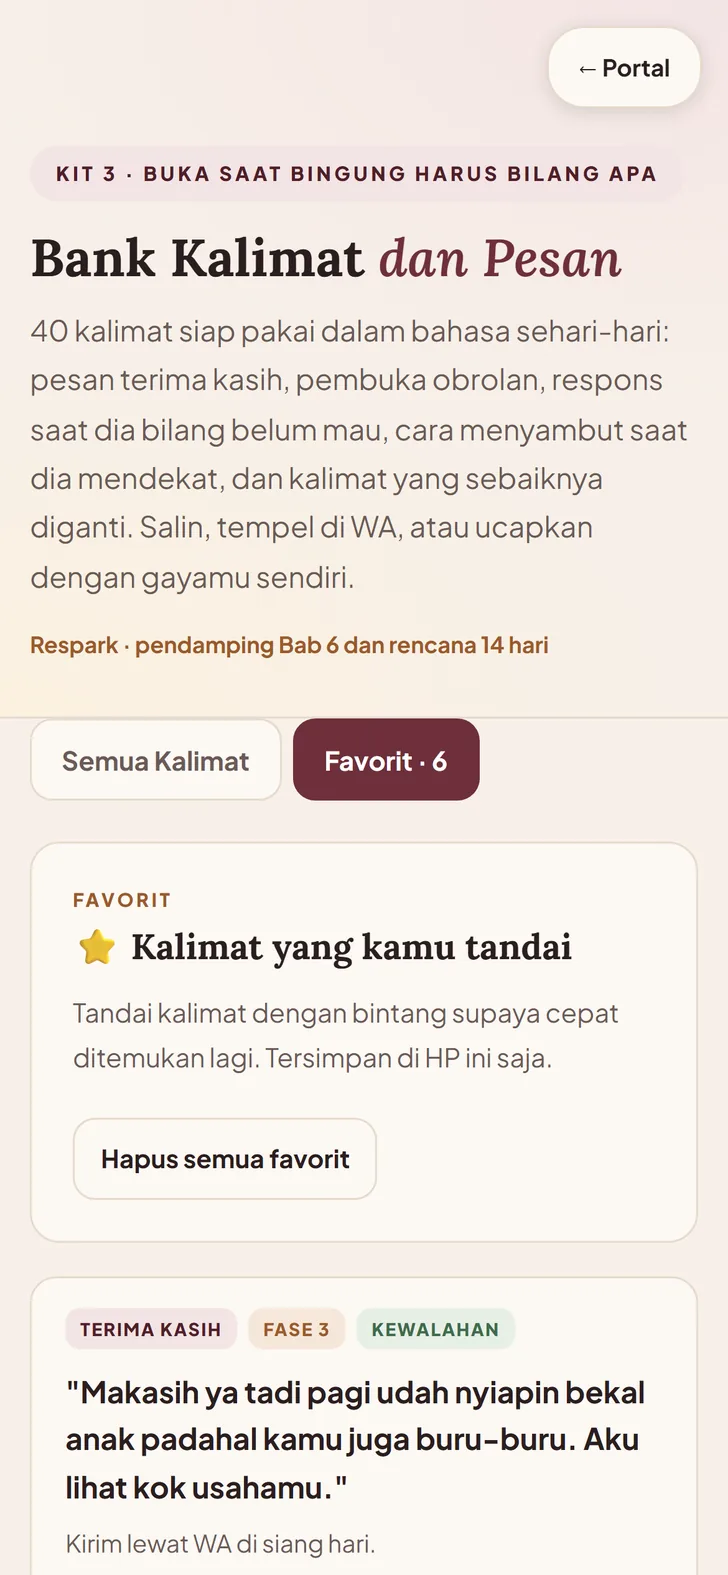 ← Portal
KIT 3 · BUKA SAAT BINGUNG HARUS BILANG APA
Bank Kalimat dan Pesan
40 kalimat siap pakai dalam bahasa sehari-hari:
pesan terima kasih, pembuka obrolan, respons
saat dia bilang belum mau, cara menyambut saat
dia mendekat, dan kalimat yang sebaiknya
diganti. Salin, tempel di WA, atau ucapkan
dengan gayamu sendiri.
Respark · pendamping Bab 6 dan rencana 14 hari
Semua Kalimat
Favorit · 6
FAVORIT
⭐ Kalimat yang kamu tandai
Tandai kalimat dengan bintang supaya cepat
ditemukan lagi. Tersimpan di HP ini saja.
Hapus semua favorit
TERIMA KASIH
FASE 3
KEWALAHAN
"Makasih ya tadi pagi udah nyiapin bekal
anak padahal kamu juga buru-buru. Aku
lihat kok usahamu."
Kirim lewat WA di siang hari.